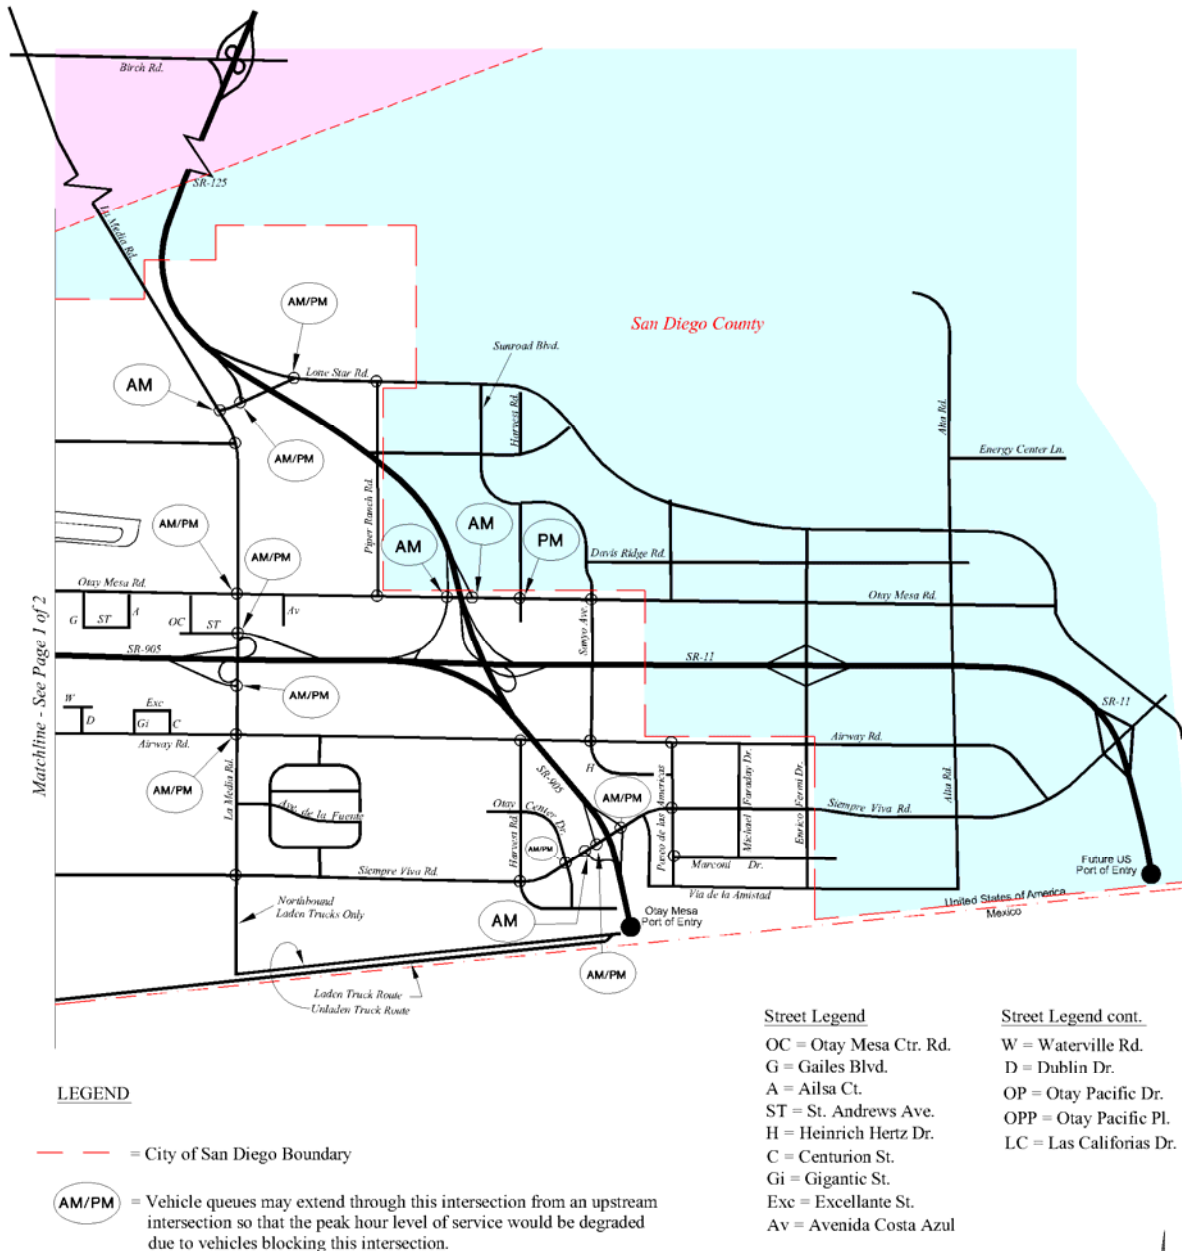 Birch Rd.
SR-125
La Media Rd.
AM/PM
San Diego County
Sunroad Blvd.
Lone Star Rd.
AM
Harvest Rd.
Alta Rd.
AM/PM
Energy Center Ln.
Piper Ranch Rd.
AM/PM
AM
AM
PM
AM/PM
Davis Ridge Rd.
Otay Mesa Rd.
Otay Mesa Rd.
G
ST
A
OC
ST
Av
Sanyo Ave.
Matchline - See Page 1 of 2
SR-905
SR-11
AM/PM
SR-11
W
D
Exc
Gi
C
Airway Rd.
Airway Rd.
AM/PM
La Media Rd.
H
SR-905
Paseo de las Americas
Michael Faraday Dr.
Enrico Fermi Dr.
Alta Rd.
Ave. de la Fuente
Otay Center Dr.
Harvest Rd.
AM/PM
Siempre Viva Rd.
AM/PM
Marconi Dr.
Siempre Viva Rd.
Via de la Amistad
Future US
Port of Entry
United States of America
Mexico
Northbound
Laden Trucks Only
AM
Otay Mesa
Port of Entry
AM/PM
Laden Truck Route
Unladen Truck Route
LEGEND
= City of San Diego Boundary
AM/PM = Vehicle queues may extend through this intersection from an upstream
intersection so that the peak hour level of service would be degraded
due to vehicles blocking this intersection.
Street Legend
OC = Otay Mesa Ctr. Rd.
G = Gailes Blvd.
A = Ailsa Ct.
ST = St. Andrews Ave.
H = Heinrich Hertz Dr.
C = Centurion St.
Gi = Gigantic St.
Exc = Excellante St.
Av = Avenida Costa Azul
Street Legend cont.
W = Waterville Rd.
D = Dublin Dr.
OP = Otay Pacific Dr.
OPP = Otay Pacific Pl.
LC = Las Califorias Dr.